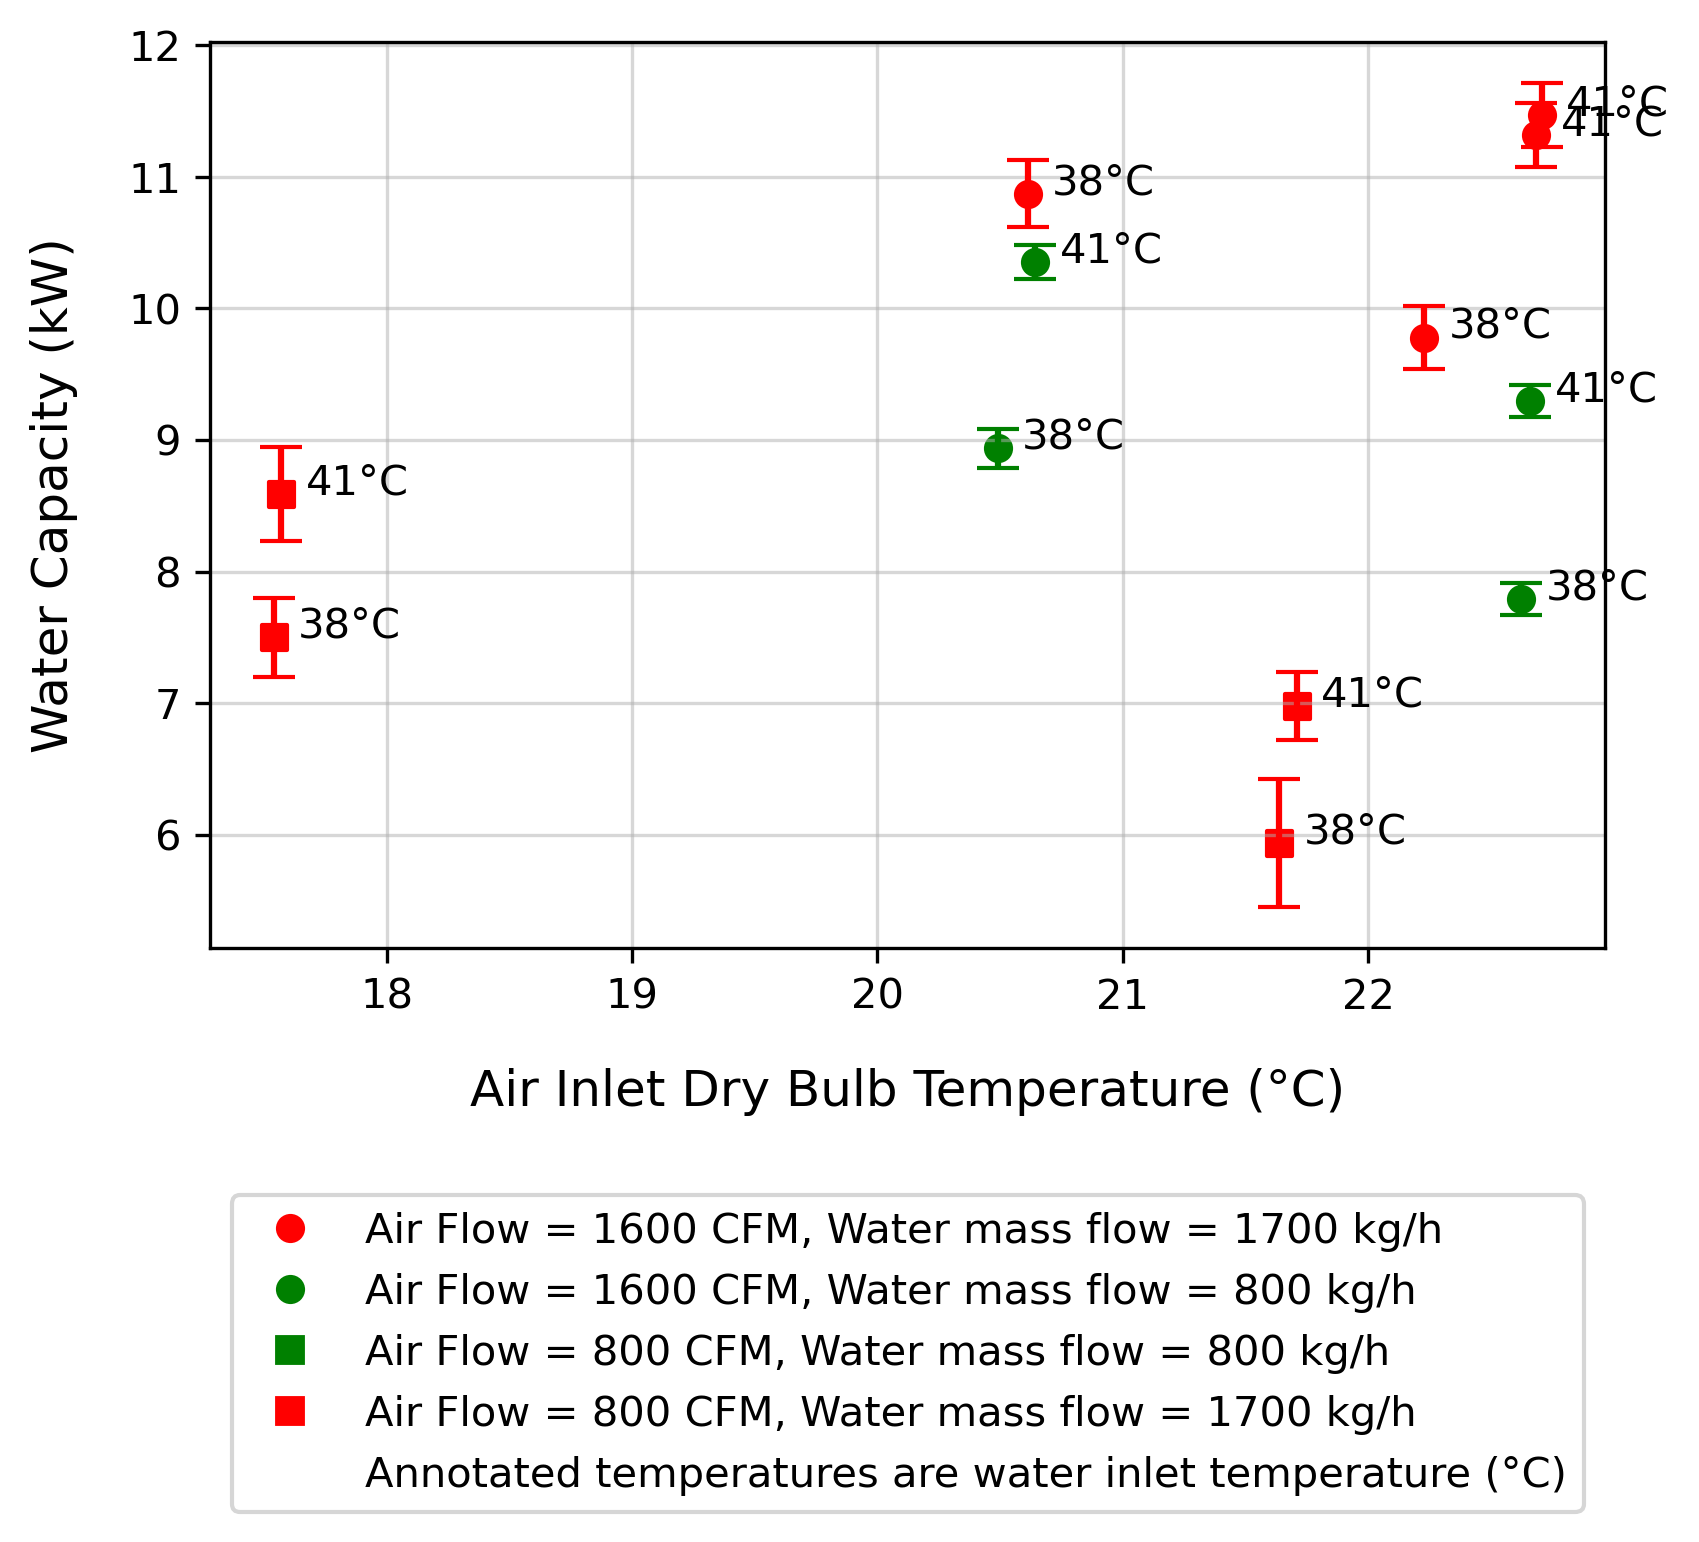 12
41°C
41°C
11
38°C
41°C
10
38°C
41°C
9
38°C
41°C
8
38°C
38°C
7
41°C
6
38°C
Water Capacity (kW)
18 19 20 21 22
Air Inlet Dry Bulb Temperature (°C)
Air Flow = 1600 CFM, Water mass flow = 1700 kg/h
Air Flow = 1600 CFM, Water mass flow = 800 kg/h
Air Flow = 800 CFM, Water mass flow = 800 kg/h
Air Flow = 800 CFM, Water mass flow = 1700 kg/h
Annotated temperatures are water inlet temperature (°C)